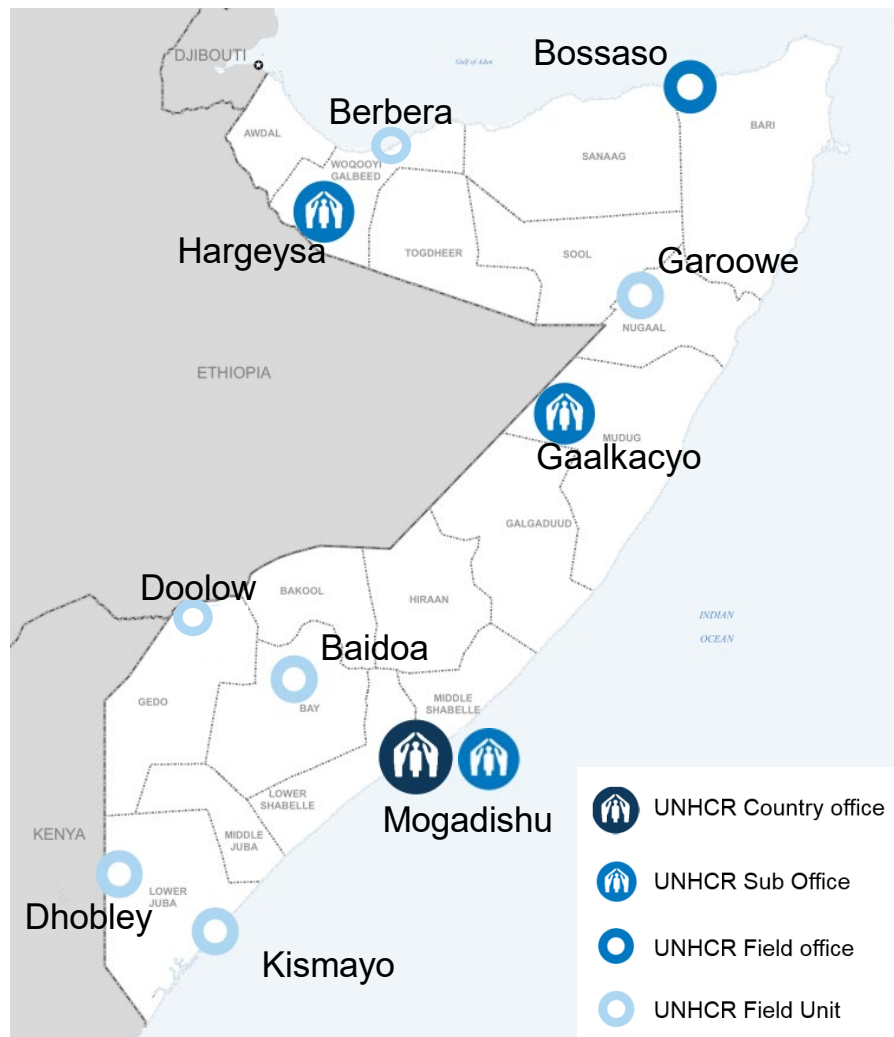 DJIBOUTI
Gulf of Aden
Bossaso
Berbera
AWDAL
BARI
WOQOOYI
GALBEED
SANAAG
Hargeysa
TOGDHEER
SOOL
Garoowe
NUGAAL
ETHIOPIA
MUDUG
Gaalkacyo
GALGADUUD
Doolow
BAKOOL
HIRAAN
INDIAN
OCEAN
Baidoa
GEDO
BAY
MIDDLE
SHABELLE
LOWER
SHABELLE
Mogadishu
KENYA
MIDDLE
JUBA
LOWER
JUBA
Dhobley
Kismayo
UNHCR Country office
UNHCR Sub Office
UNHCR Field office
UNHCR Field Unit